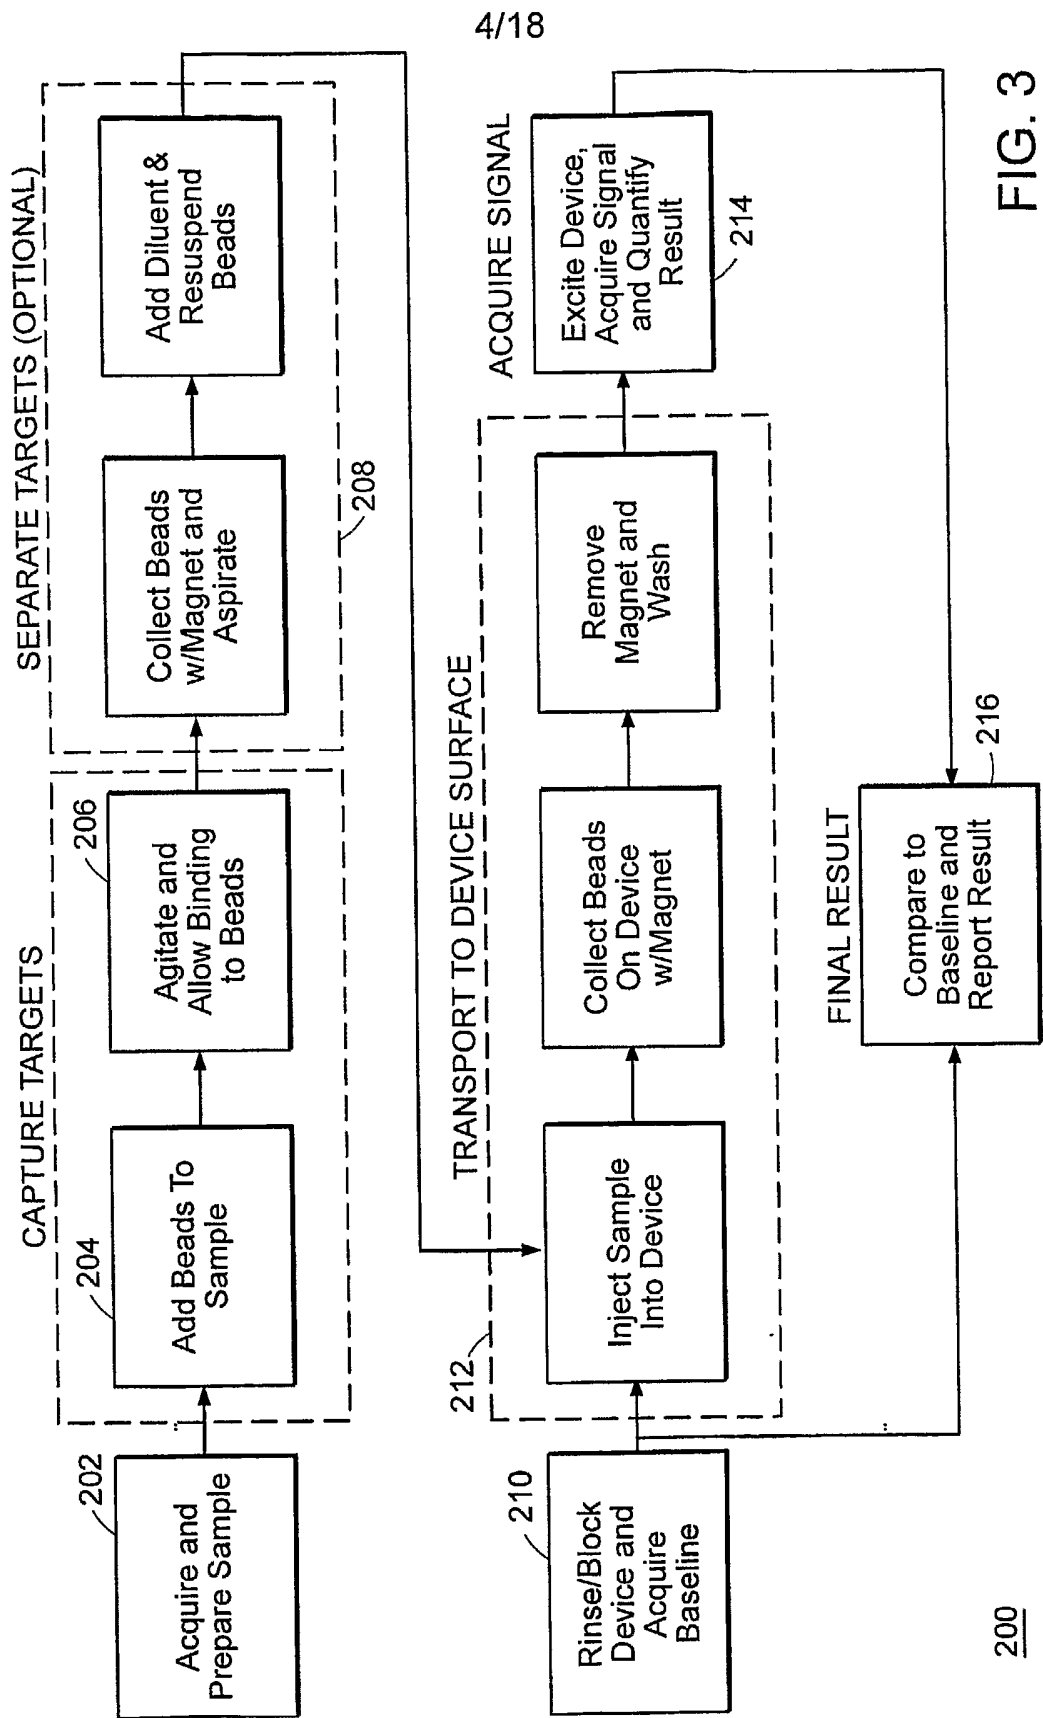 4/18
CAPTURE TARGETS
SEPARATE TARGETS (OPTIONAL)
202
Acquire and
Prepare Sample
204
Add Beads To
Sample
206
Agitate and
Allow Binding
to Beads
Collect Beads
w/Magnet and
Aspirate
Add Diluent &
Resuspend
Beads
208
TRANSPORT TO DEVICE SURFACE
ACQUIRE SIGNAL
210
Rinse/Block
Device and
Acquire
Baseline
212
Inject Sample
Into Device
Collect Beads
On Device
w/Magnet
Remove
Magnet and
Wash
Excite Device,
Acquire Signal
and Quantify
Result
214
FINAL RESULT
Compare to
Baseline and
Report Result
216
200
FIG. 3